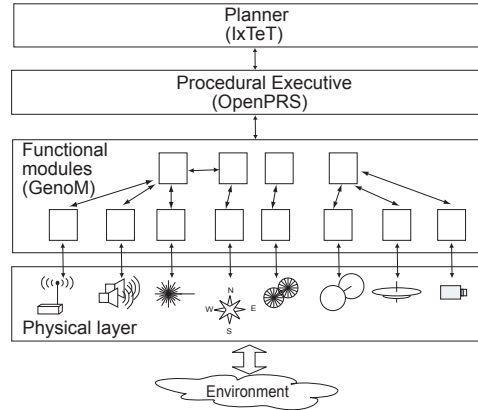 Planner
(IxTeT)
Procedural Executive
(OpenPRS)
Functional
modules
(GenoM)
N
W E
S
Physical layer
Environment